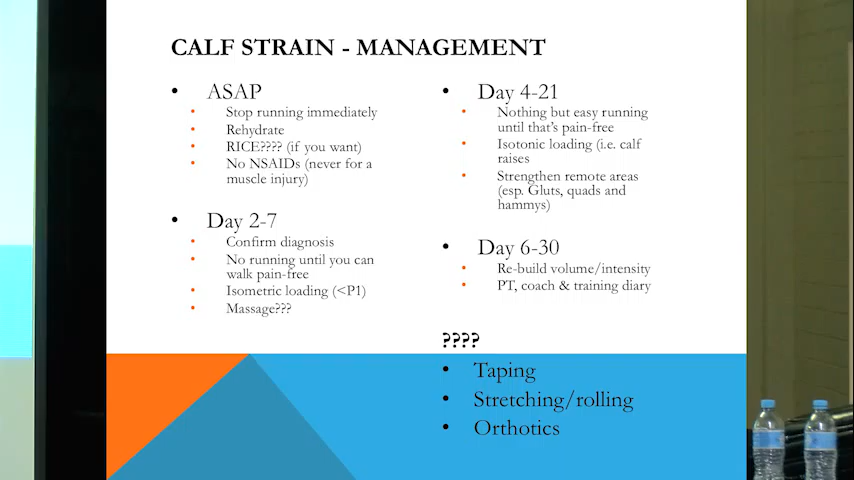 CALF STRAIN - MANAGEMENT
• ASAP
• Stop running immediately
• Rehydrate
• RICE???? (if you want)
• No NSAIDs (never for a
muscle injury)
• Day 2-7
• Confirm diagnosis
• No running until you can
walk pain-free
• Isometric loading (<P1)
• Massage???
• Day 4-21
• Nothing but easy running
until that's pain-free
• Isotonic loading (i.e. calf
raises
• Strengthen remote areas
(esp. Gluts, quads and
hammys)
• Day 6-30
• Re-build volume/intensity
• PT, coach & training diary
????
• Taping
• Stretching/rolling
• Orthotics